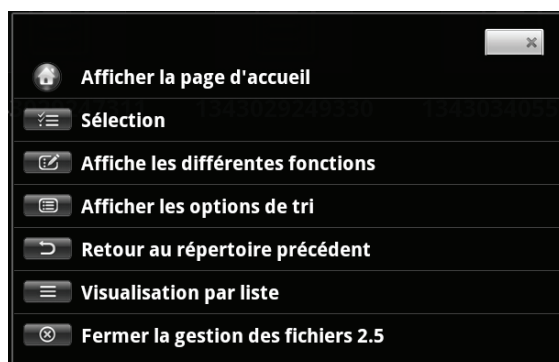 Afficher la page d'accueil
1343029249330
Sélection
Affiche les différentes fonctions
Afficher les options de tri
Retour au répertoire précédent
Visualisation par liste
Fermer la gestion des fichiers 2.5